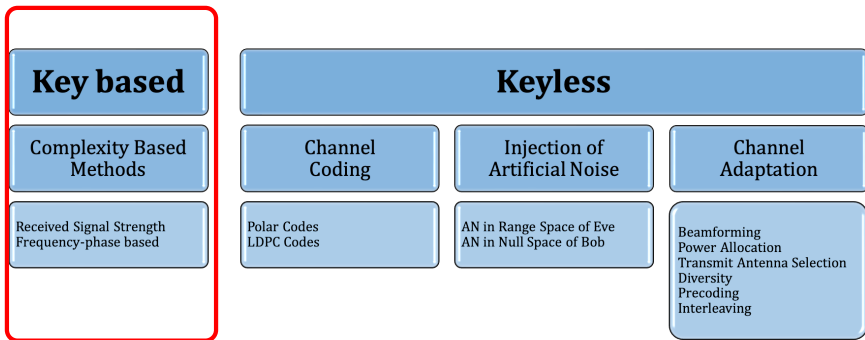 Key based
Keyless
Complexity Based
Methods
Channel
Coding
Injection of
Artificial Noise
Channel
Adaptation
Received Signal Strength
Frequency-phase based
Polar Codes
LDPC Codes
AN in Range Space of Eve
AN in Null Space of Bob
Beamforming
Power Allocation
Transmit Antenna Selection
Diversity
Precoding
Interleaving